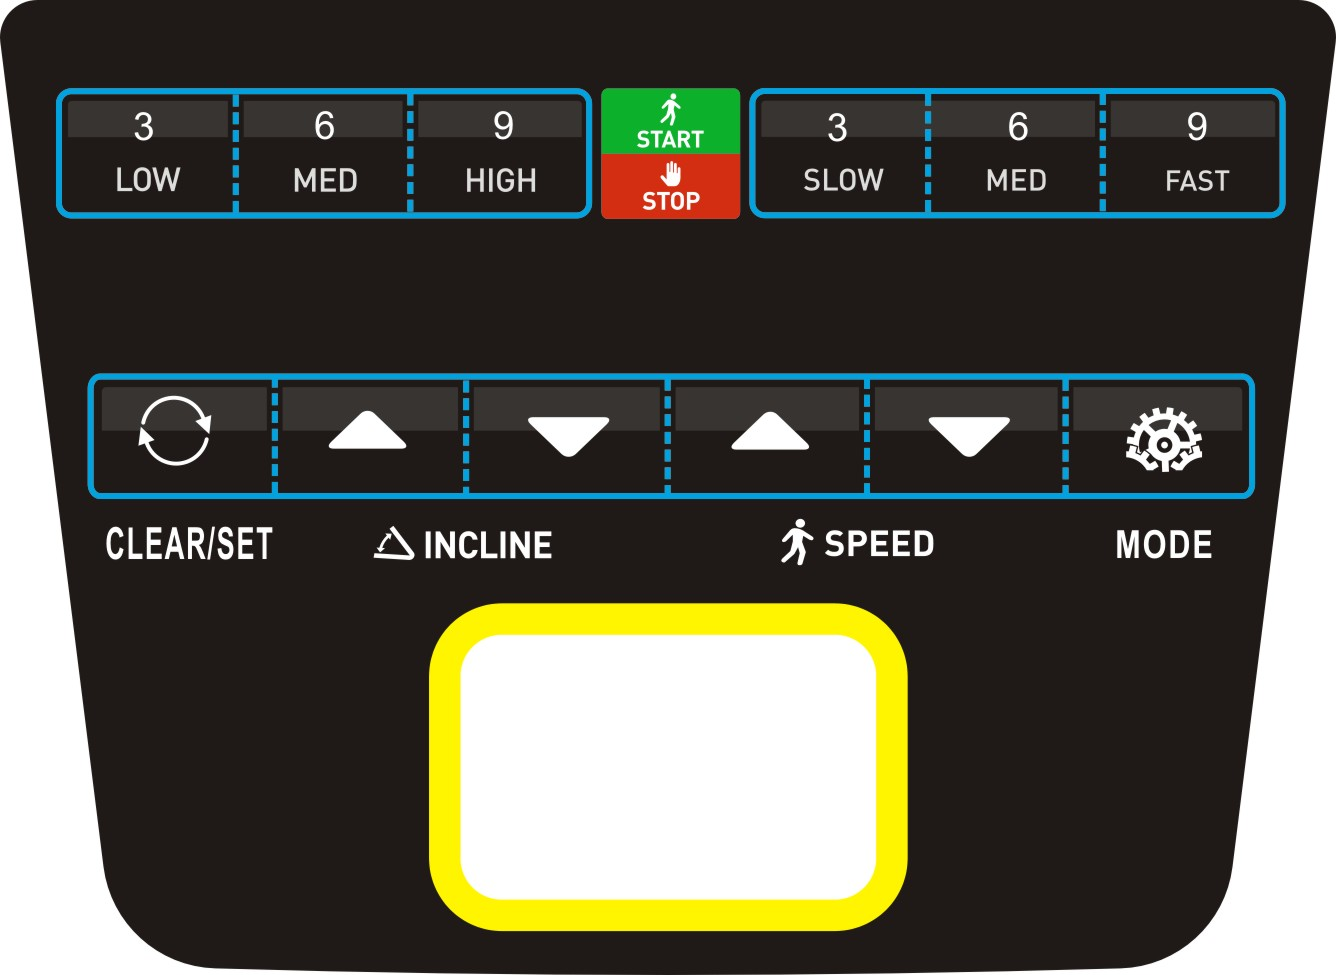 3 6 9 START 3 6 9
LOW MED HIGH STOP SLOW MED FAST
CLEAR/SET INCLINE SPEED MODE